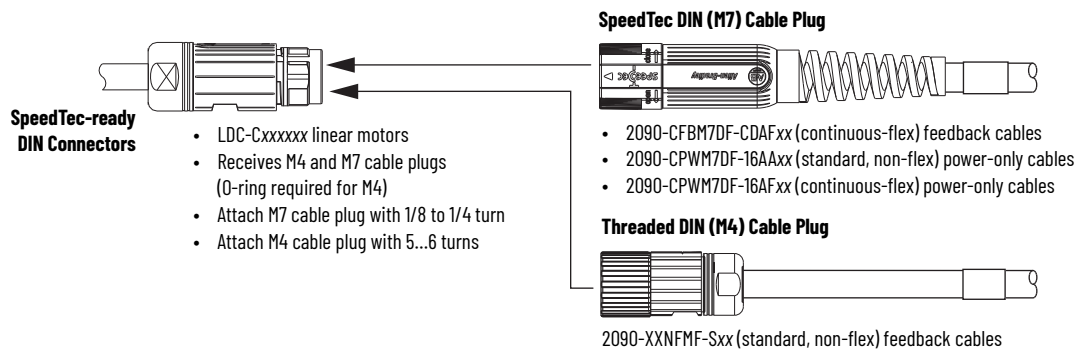 SpeedTec DIN (M7) Cable Plug
SPEEDTEC
Allen-Bradley
AB
SpeedTec-ready
DIN Connectors
• LDC-Cxxxxxx linear motors
• Receives M4 and M7 cable plugs
(O-ring required for M4)
• Attach M7 cable plug with 1/8 to 1/4 turn
• Attach M4 cable plug with 5...6 turns
• 2090-CFBM7DF-CDAFxx (continuous-flex) feedback cables
• 2090-CPWM7DF-16AAxx (standard, non-flex) power-only cables
• 2090-CPWM7DF-16AFxx (continuous-flex) power-only cables
Threaded DIN (M4) Cable Plug
2090-XXNFMF-Sxx (standard, non-flex) feedback cables